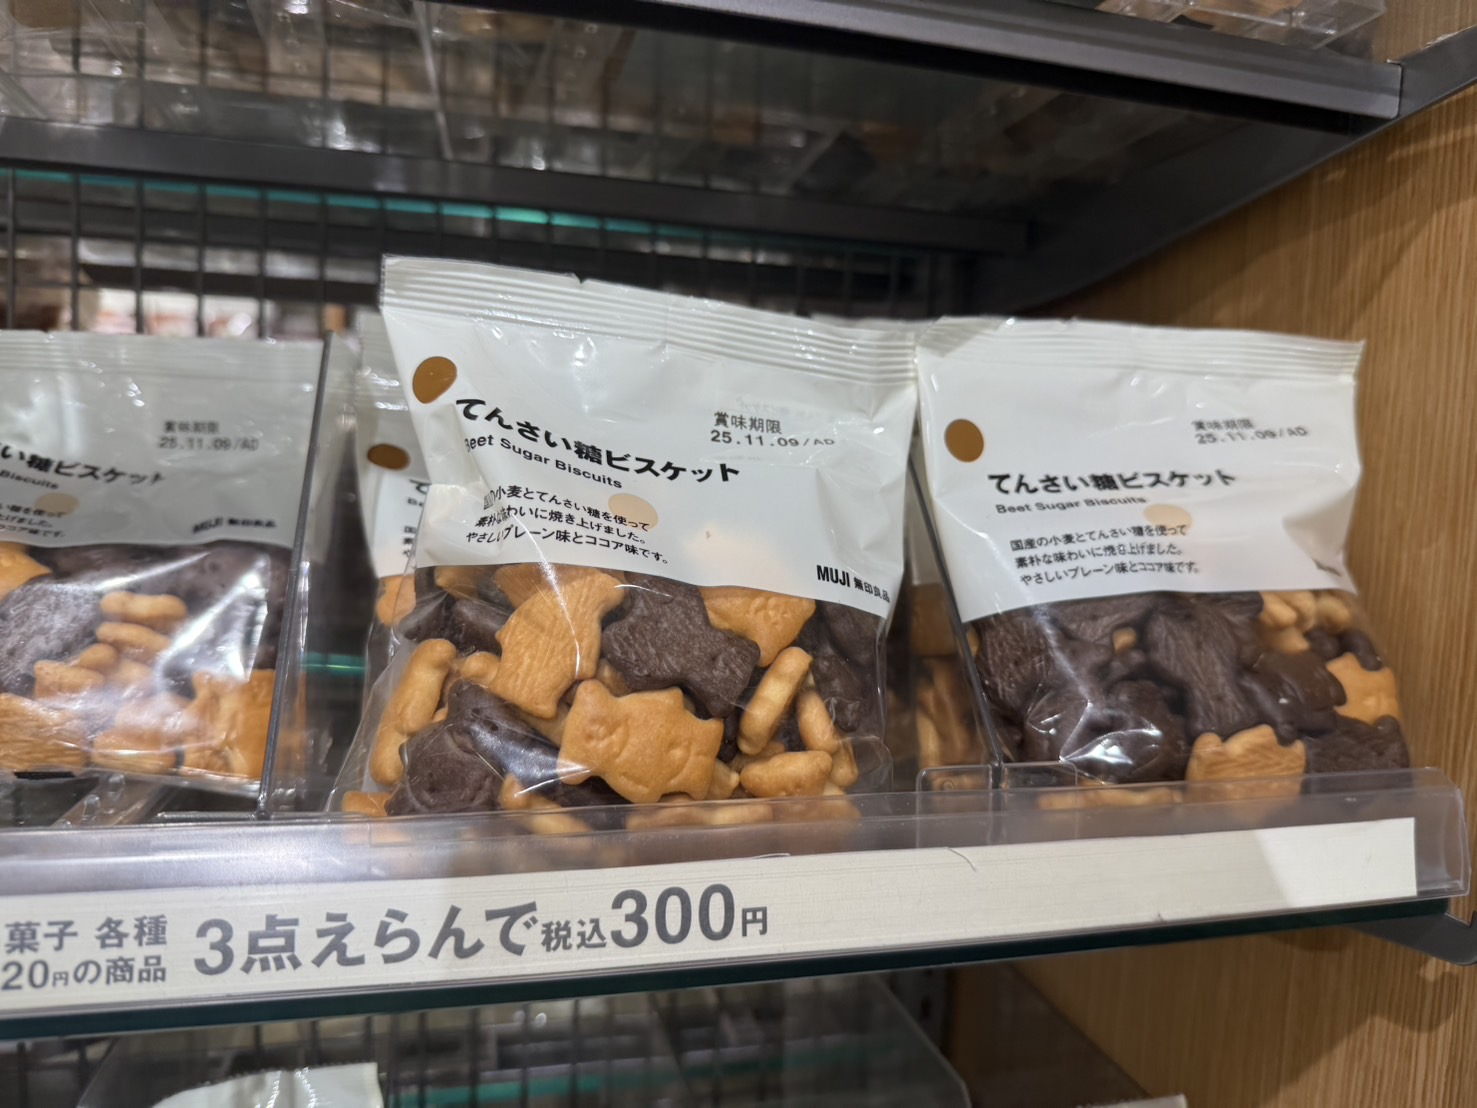 賞味期限
25.11.09/AD
い糖ビスケット
Biscuits
MUJI 無印良品
てんさい糖ビスケット
Beet Sugar Biscuits
賞味期限
25.11.09/AD
の小麦とてんさい糖を使って
素朴な味わいに焼き上げました。
やさしいプレーン味とココア味です。
MUJI 無印良品
賞味期限
25.11.09/AD
てんさい糖ビスケット
Beet Sugar Biscuits
国産の小麦とてんさい糖を使って
素朴な味わいに焼き上げました。
やさしいプレーン味とココア味です。
菓子 各種
20円の商品
3点えらんで税込300円